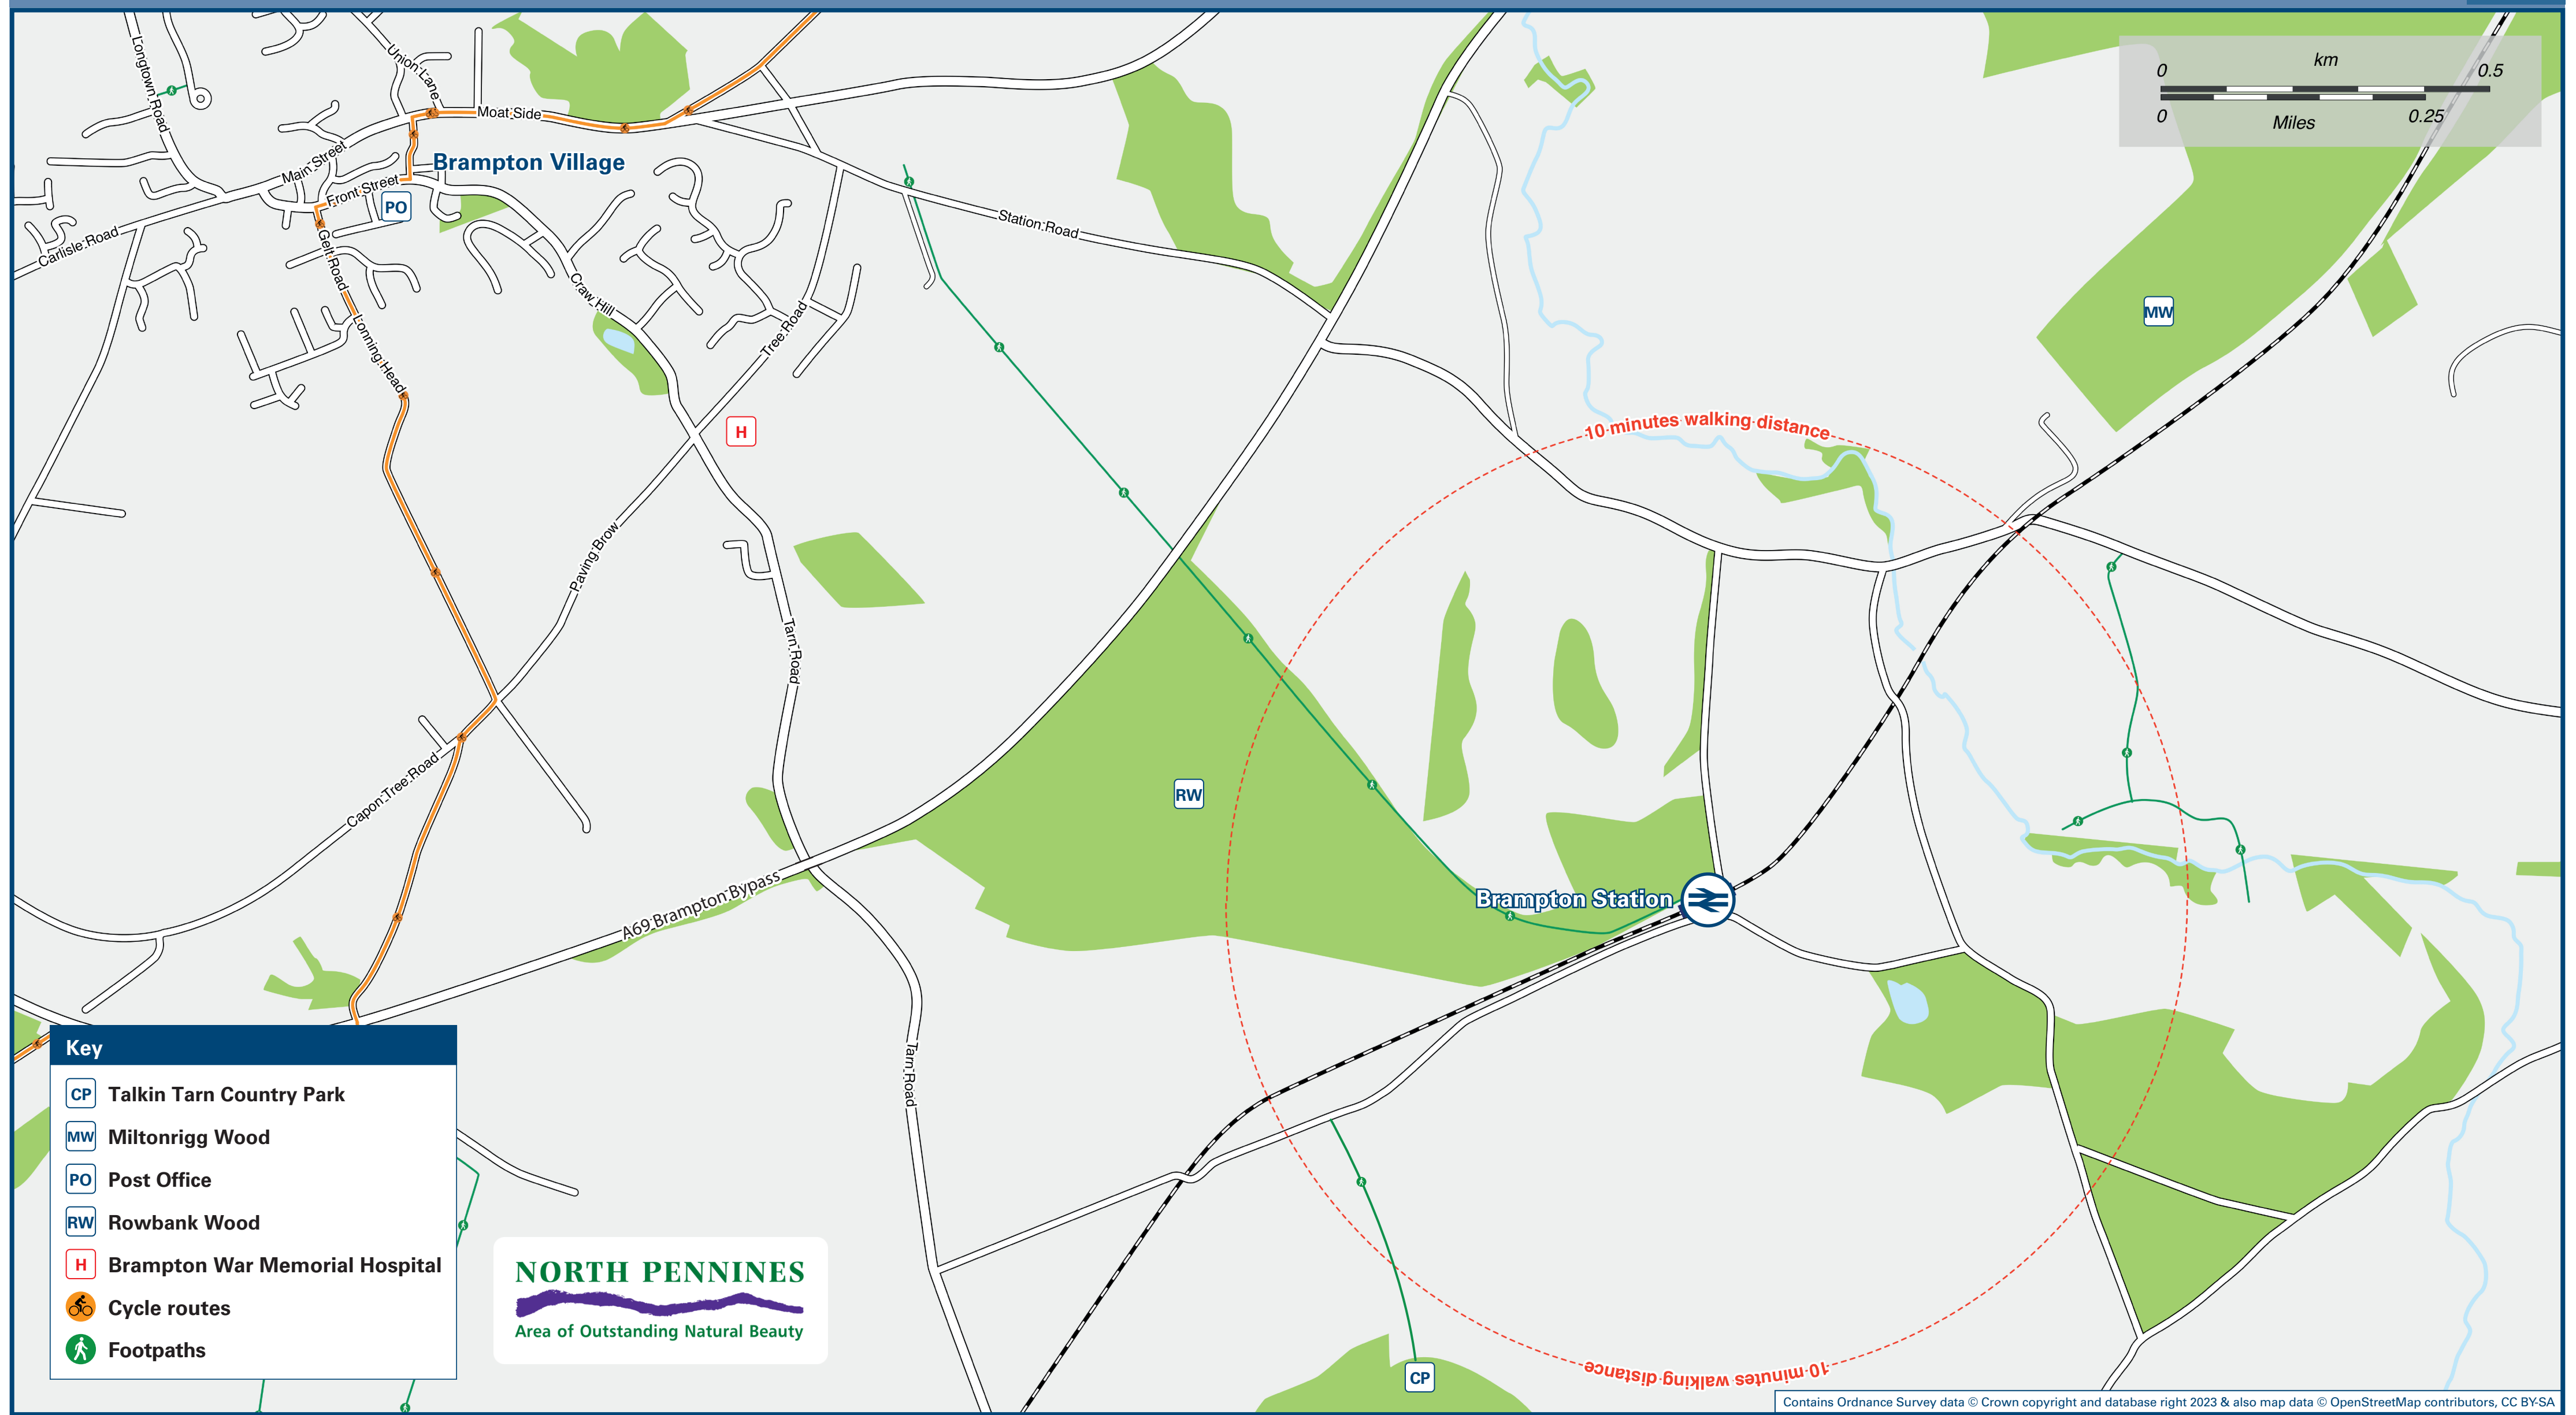 Longtown Road
Union Lane
Moat Side
Main Street
Brampton Village
Front Street
PO
Carlisle Road
Gelt Road
Station Road
Craw Hill
Lonning Head
Tree Road
H
Paving Brow
Tarn Road
Capon Tree Road
A69 Brampton Bypass
Tarn Road
RW
Brampton Station
MW
10 minutes walking distance
10 minutes walking distance
CP
km
0 0.5
0 0.25
Miles
Key
CP Talkin Tarn Country Park
MW Miltonrigg Wood
PO Post Office
RW Rowbank Wood
H Brampton War Memorial Hospital
Cycle routes
Footpaths
NORTH PENNINES
Area of Outstanding Natural Beauty
Contains Ordnance Survey data © Crown copyright and database right 2023 & also map data © OpenStreetMap contributors, CC BY-SA